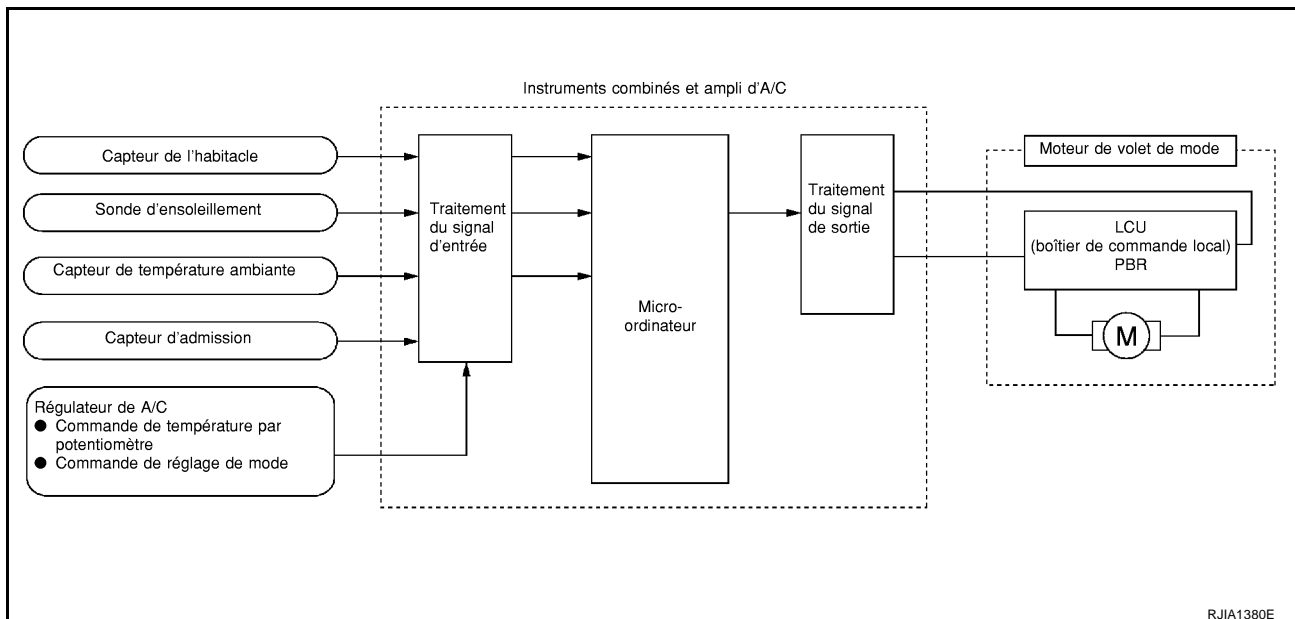 Instruments combinés et ampli d'A/C
Capteur de l'habitacle
Sonde d'ensoleillement
Capteur de température ambiante
Capteur d'admission
Régulateur de A/C
● Commande de température par
potentiomètre
● Commande de réglage de mode
Traitement
du signal
d'entrée
Micro-
ordinateur
Traitement
du signal
de sortie
Moteur de volet de mode
LCU
(boîtier de commande local)
PBR
M
RJIA1380E